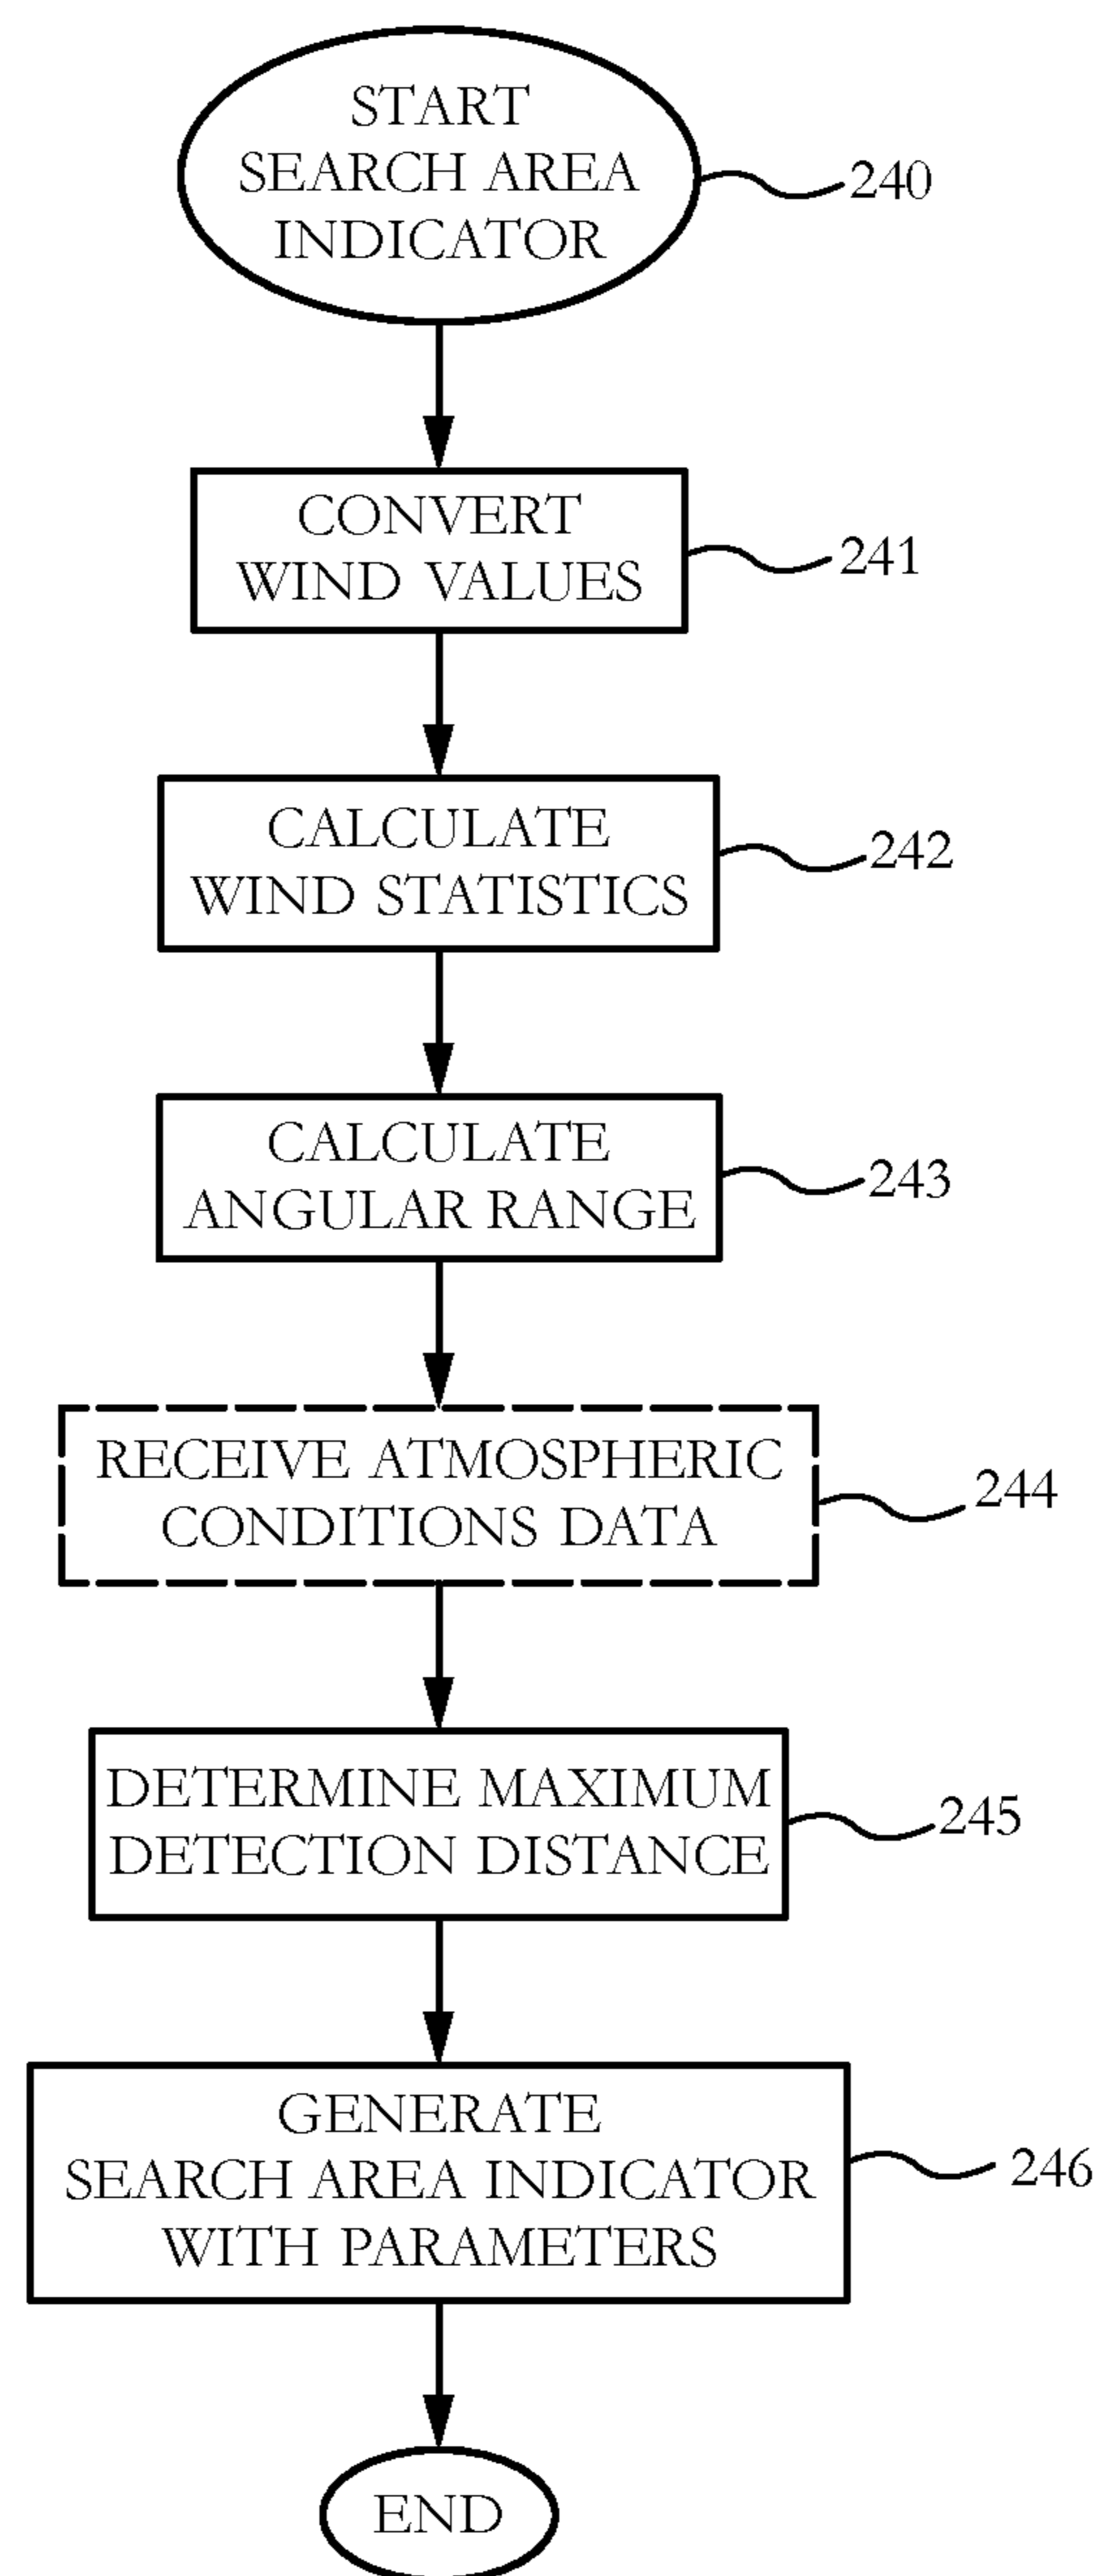 START
SEARCH AREA
INDICATOR
240
CONVERT
WIND VALUES
241
CALCULATE
WIND STATISTICS
242
CALCULATE
ANGULAR RANGE
243
RECEIVE ATMOSPHERIC
CONDITIONS DATA
244
DETERMINE MAXIMUM
DETECTION DISTANCE
245
GENERATE
SEARCH AREA INDICATOR
WITH PARAMETERS
246
END